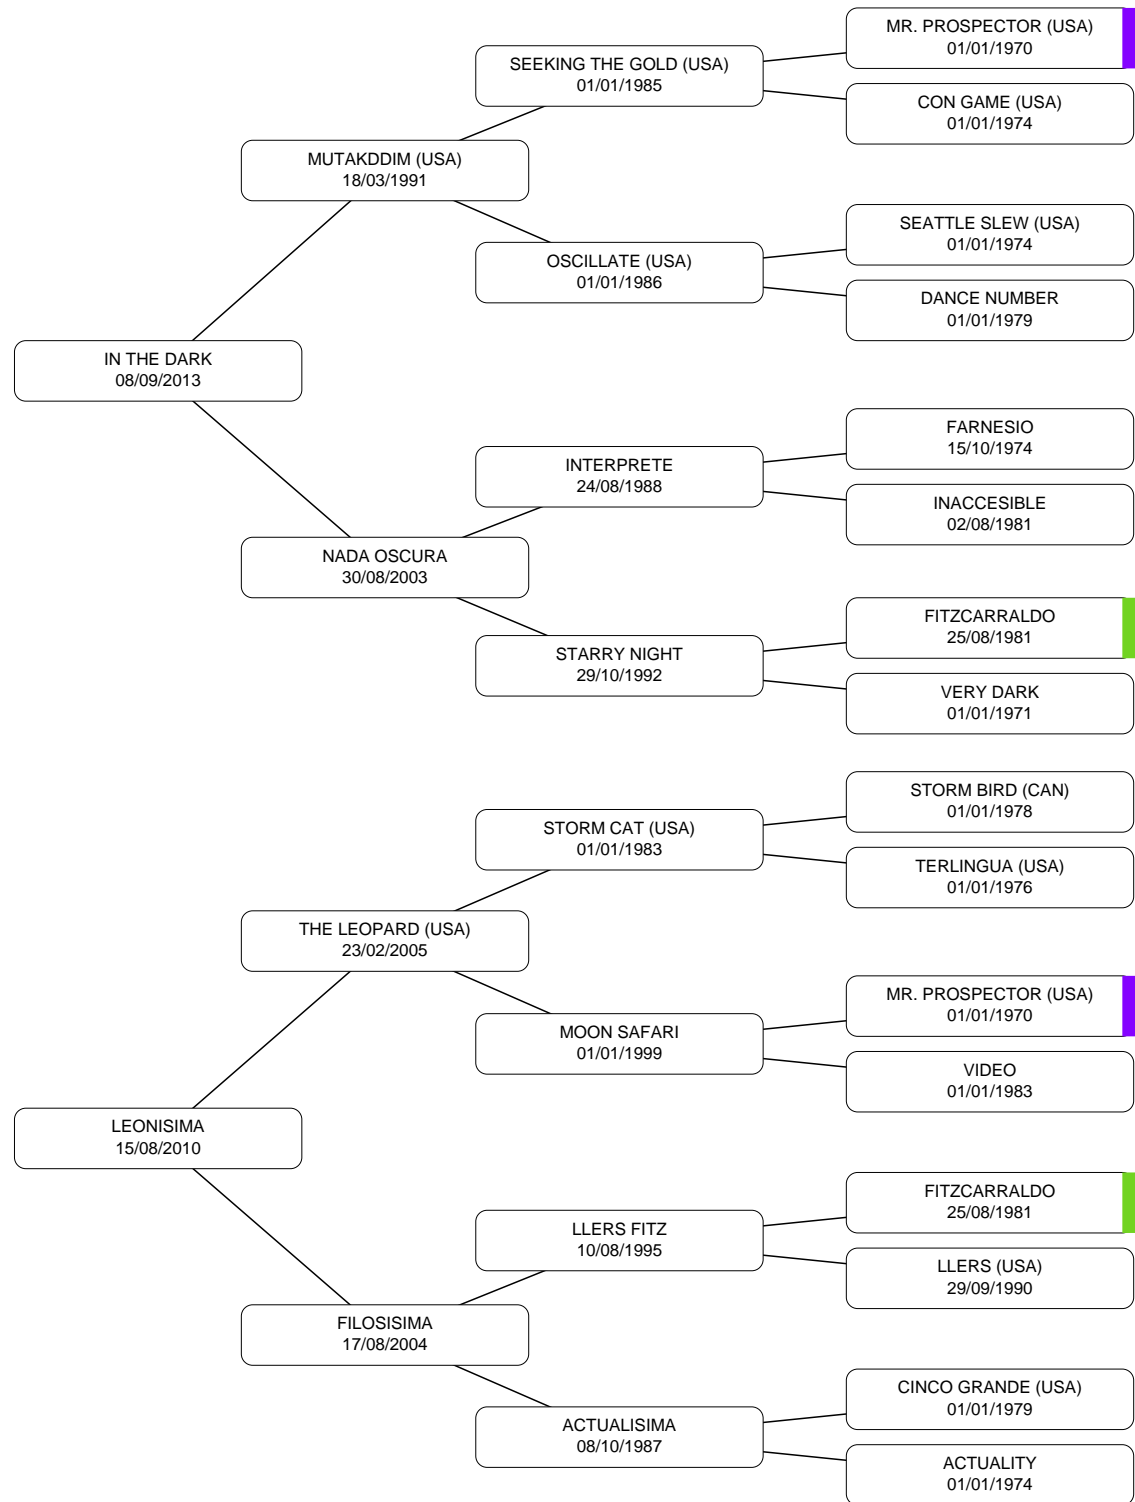 MR. PROSPECTOR (USA)
01/01/1970
SEEKING THE GOLD (USA)
01/01/1985
CON GAME (USA)
01/01/1974
MUTAKDDIM (USA)
18/03/1991
SEATTLE SLEW (USA)
01/01/1974
OSCILLATE (USA)
01/01/1986
DANCE NUMBER
01/01/1979
IN THE DARK
08/09/2013
FARNESIO
15/10/1974
INTERPRETE
24/08/1988
INACCESIBLE
02/08/1981
NADA OSCURA
30/08/2003
FITZCARRALDO
25/08/1981
STARRY NIGHT
29/10/1992
VERY DARK
01/01/1971
STORM BIRD (CAN)
01/01/1978
STORM CAT (USA)
01/01/1983
TERLINGUA (USA)
01/01/1976
THE LEOPARD (USA)
23/02/2005
MR. PROSPECTOR (USA)
01/01/1970
MOON SAFARI
01/01/1999
VIDEO
01/01/1983
LEONISIMA
15/08/2010
FITZCARRALDO
25/08/1981
LLERS FITZ
10/08/1995
LLERS (USA)
29/09/1990
FILOSISIMA
17/08/2004
CINCO GRANDE (USA)
01/01/1979
ACTUALISIMA
08/10/1987
ACTUALITY
01/01/1974